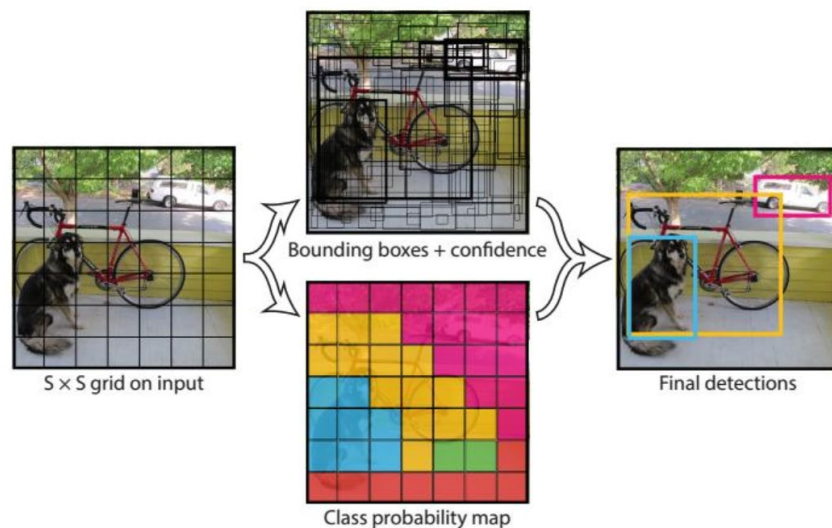 S × S grid on input
Bounding boxes + confidence
Class probability map
Final detections